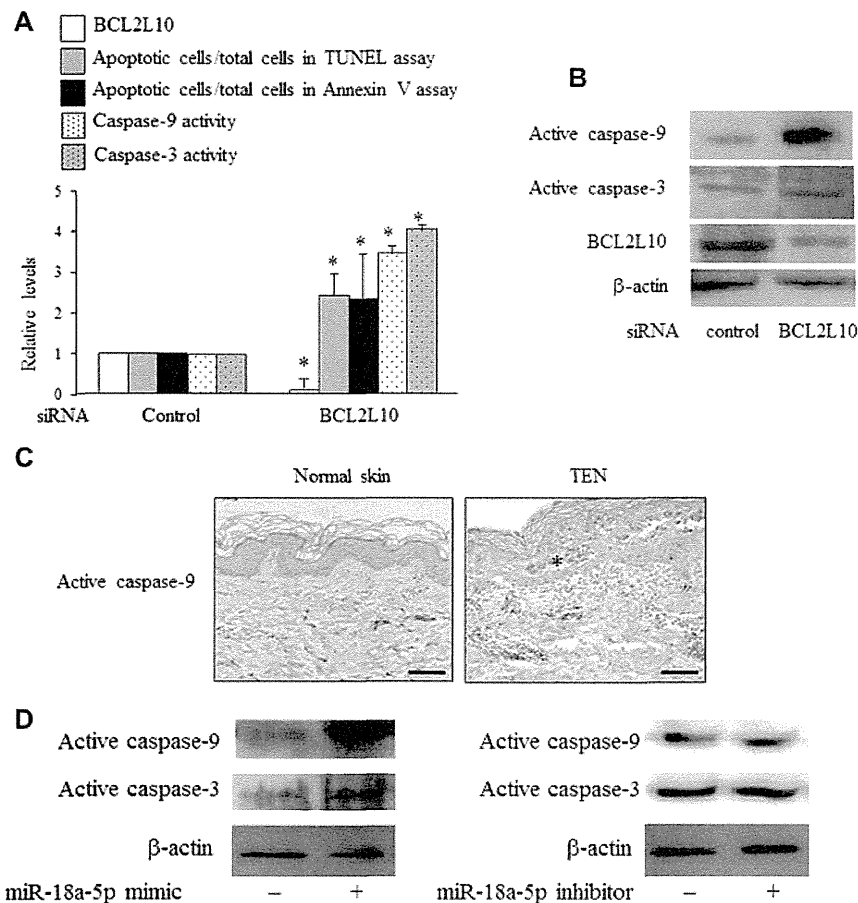 A
BCL2L10
Apoptotic cells/total cells in TUNEL assay
Apoptotic cells/total cells in Annexin V assay
Caspase-9 activity
Caspase-3 activity
Relative levels
5
4
3
2
1
0
*
*
*
*
*
siRNA Control BCL2L10
B
Active caspase-9
Active caspase-3
BCL2L10
β-actin
siRNA control BCL2L10
C
Normal skin TEN
Active caspase-9
*
D
Active caspase-9
Active caspase-3
β-actin
miR-18a-5p mimic − +
Active caspase-9
Active caspase-3
β-actin
miR-18a-5p inhibitor − +